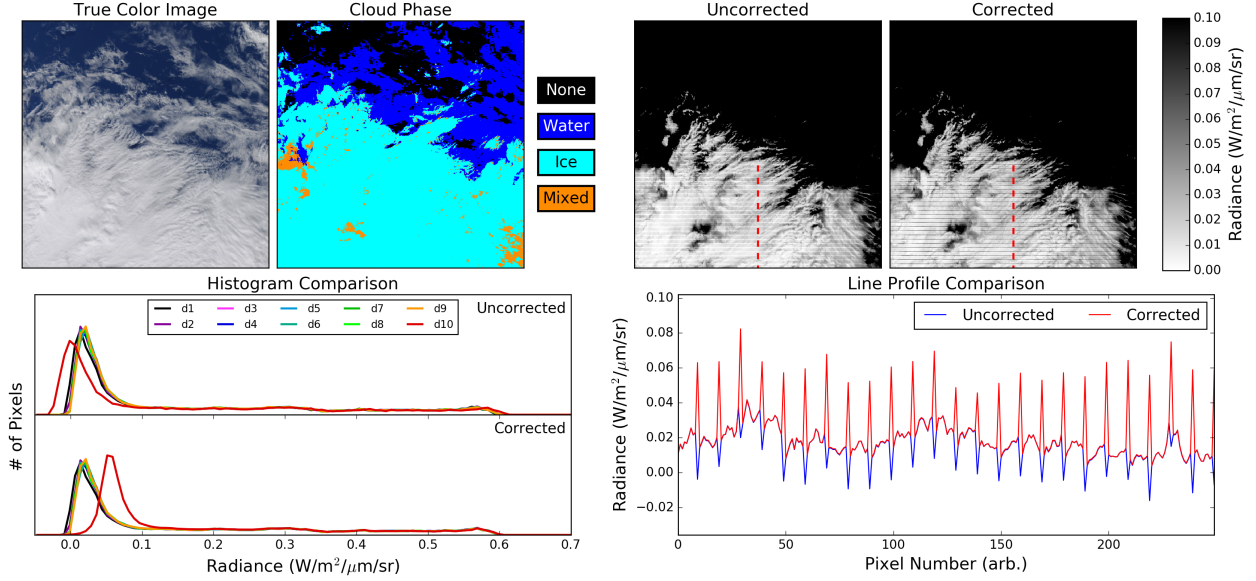 True Color Image
Cloud Phase
None
Water
Ice
Mixed
Uncorrected
Corrected
0.10
0.09
0.08
0.07
0.06
0.05
0.04
0.03
0.02
0.01
0.00
Radiance (W/m²/μm/sr)
Histogram Comparison
d1 d3 d5 d7 d9
d2 d4 d6 d8 d10
Uncorrected
Corrected
# of Pixels
0.0 0.1 0.2 0.3 0.4 0.5 0.6 0.7
Radiance (W/m²/μm/sr)
Line Profile Comparison
Uncorrected Corrected
0.10
0.08
0.06
0.04
0.02
0.00
−0.02
Radiance (W/m²/μm/sr)
0 50 100 150 200
Pixel Number (arb.)